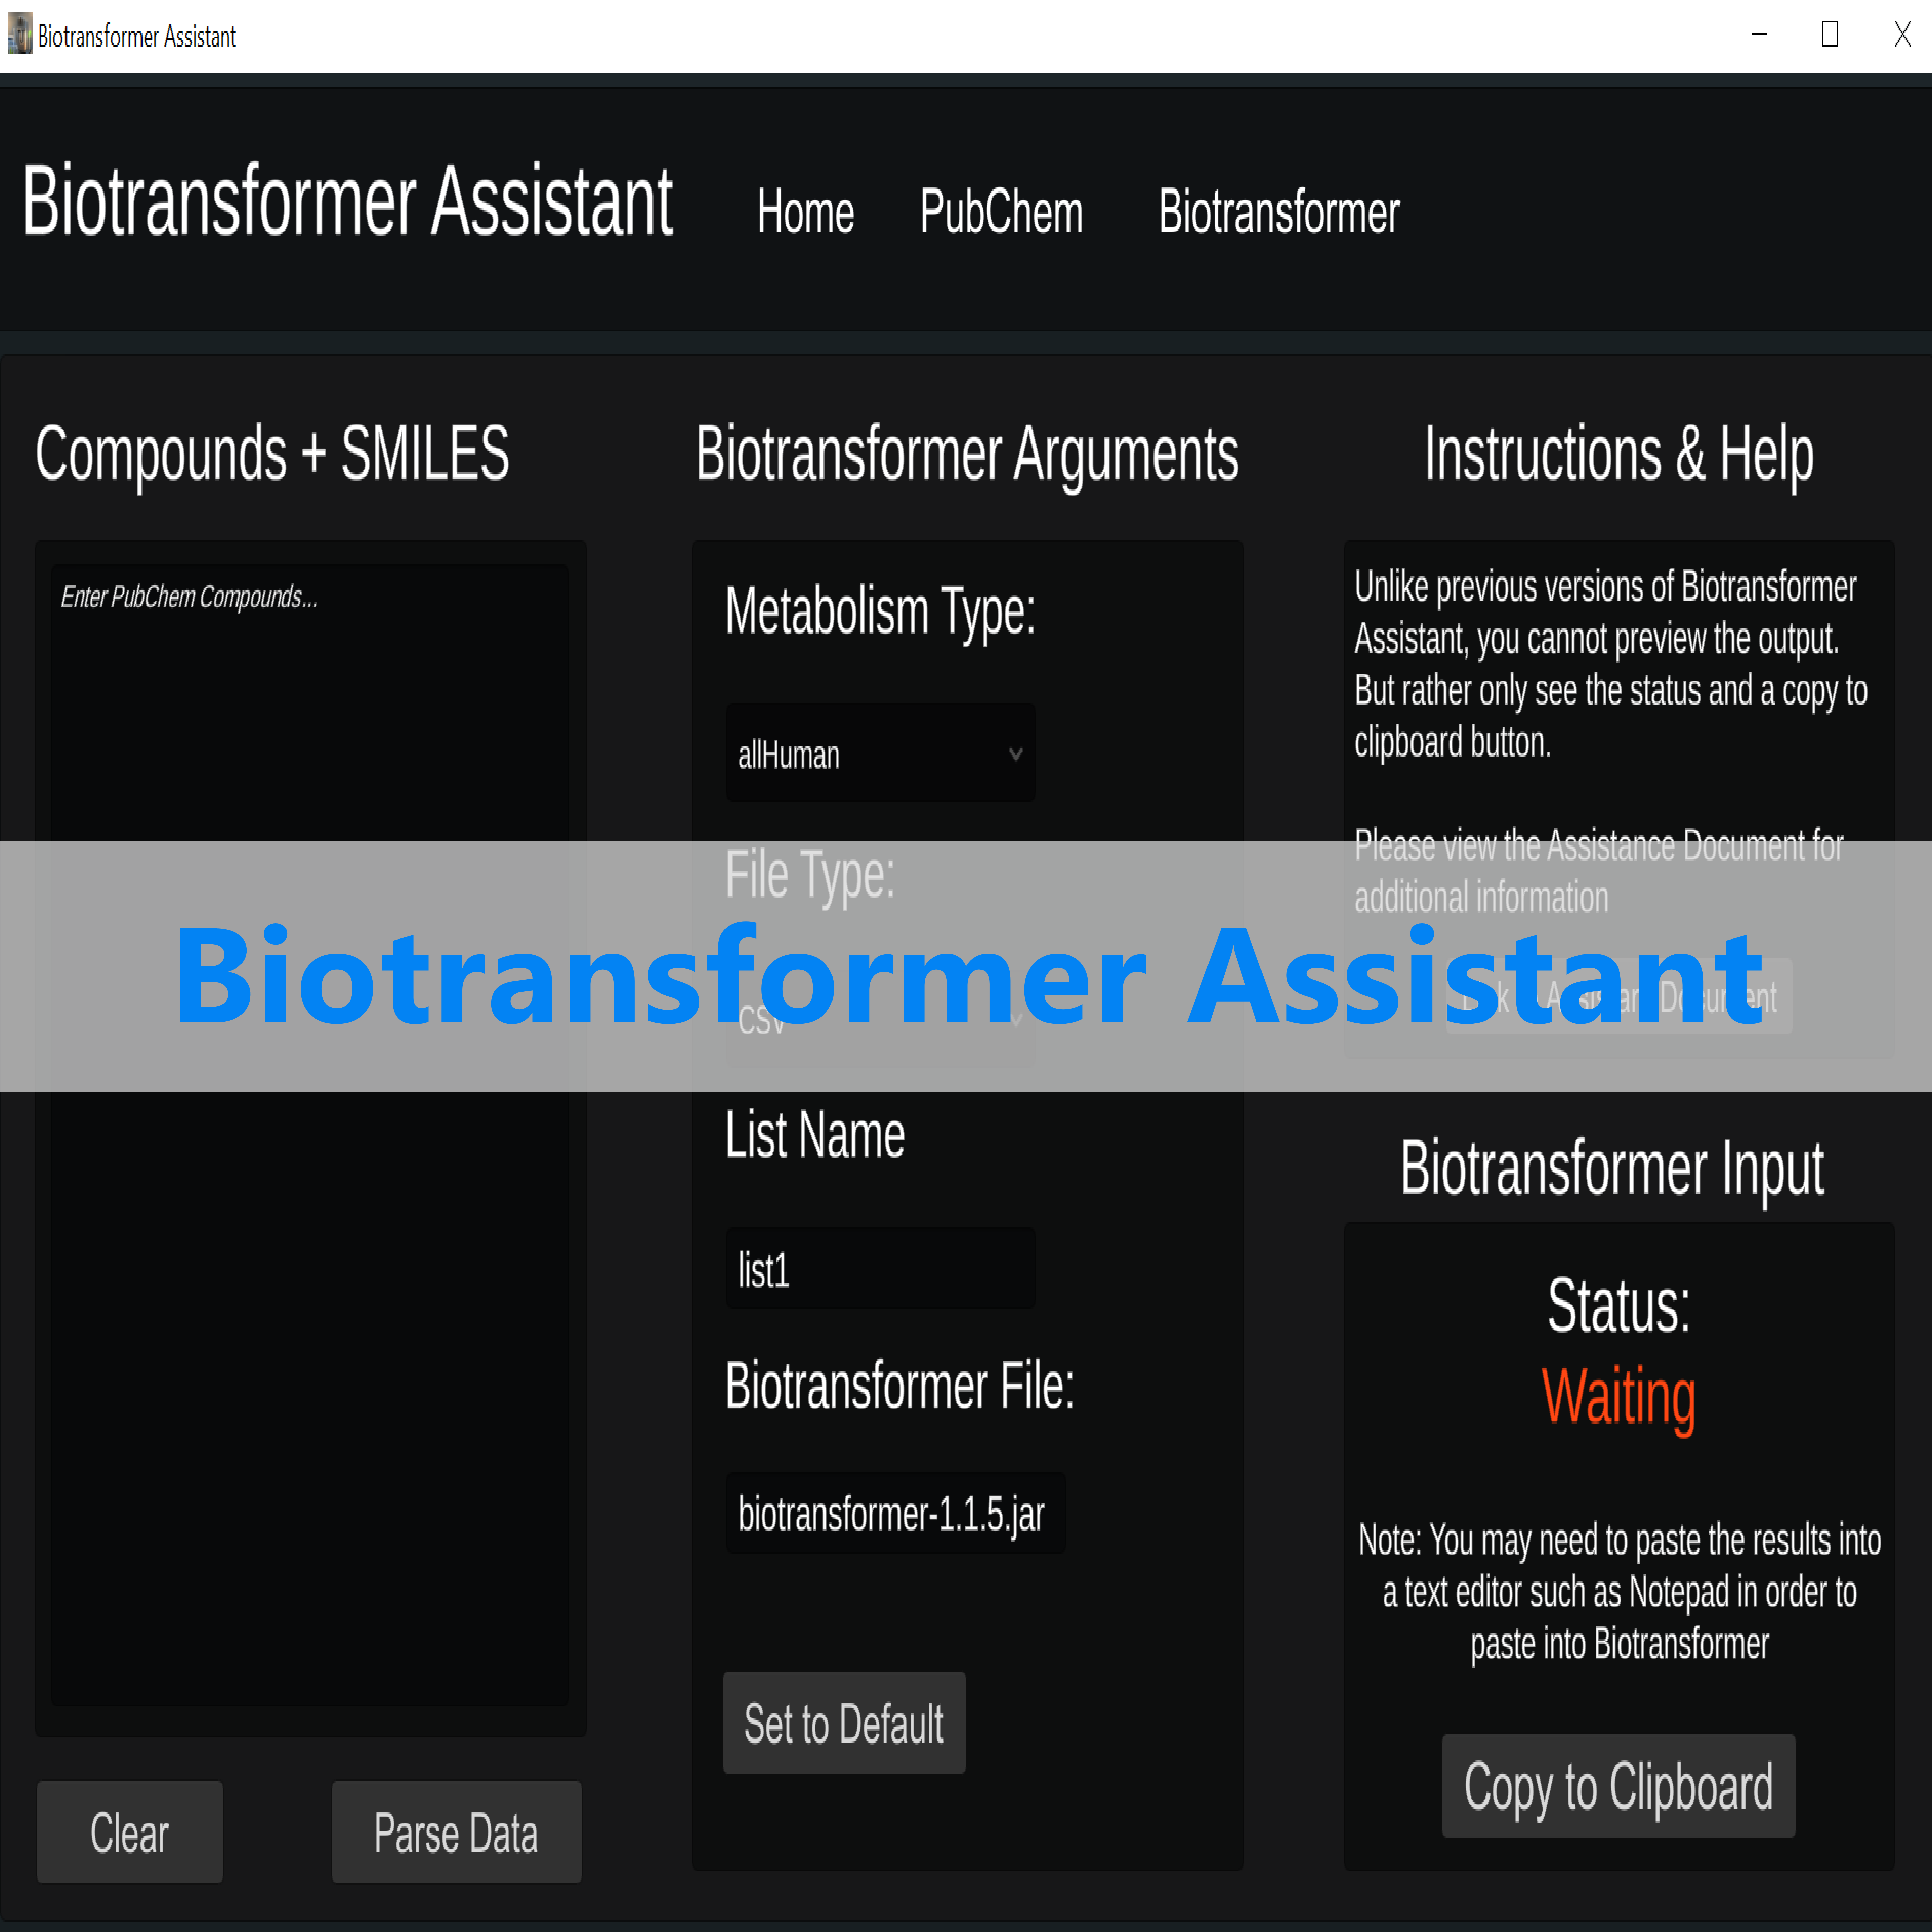 Biotransformer Assistant
Biotransformer Assistant
Home
PubChem
Biotransformer
Compounds + SMILES
Enter PubChem Compounds...
Clear
Parse Data
Biotransformer Arguments
Metabolism Type:
allHuman
File Type:
CSV
List Name
list1
Biotransformer File:
biotransformer-1.1.5.jar
Set to Default
Instructions & Help
Unlike previous versions of Biotransformer
Assistant, you cannot preview the output.
But rather only see the status and a copy to
clipboard button.
Please view the Assistance Document for
additional information
Document
Biotransformer Assistant
Biotransformer Input
Status:
Waiting
Note: You may need to paste the results into
a text editor such as Notepad in order to
paste into Biotransformer
Copy to Clipboard